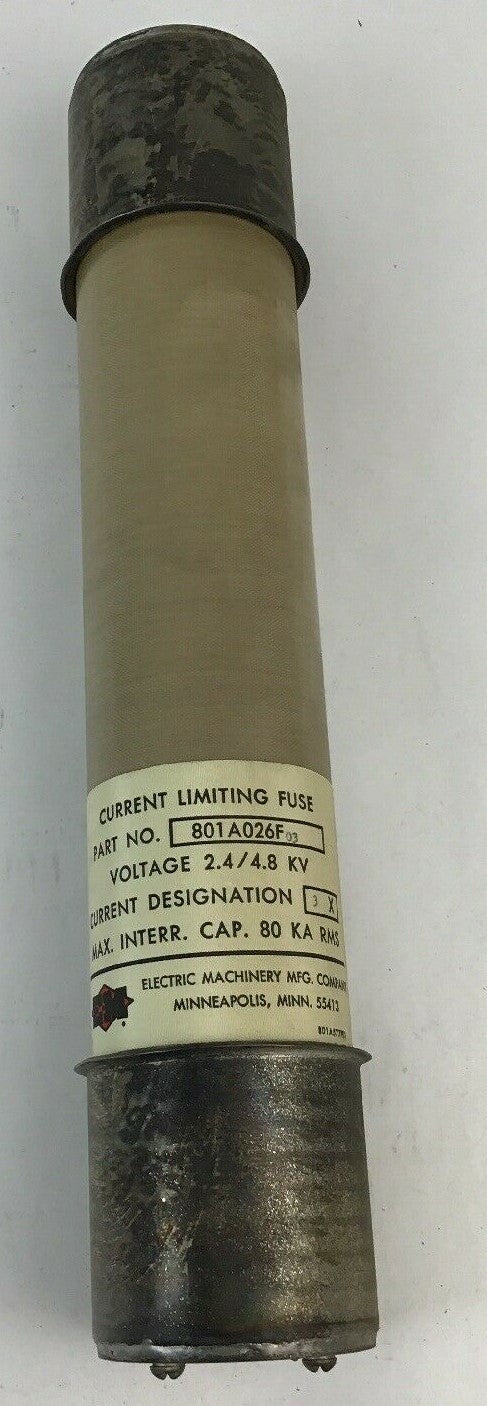 CURRENT LIMITING FUSE
PART NO. 801A026F03
VOLTAGE 2.4/4.8 KV
CURRENT DESIGNATION 3 X
MAX. INTERR. CAP. 80 KA RMS
ELECTRIC MACHINERY MFG. COMPANY
MINNEAPOLIS, MINN. 55413